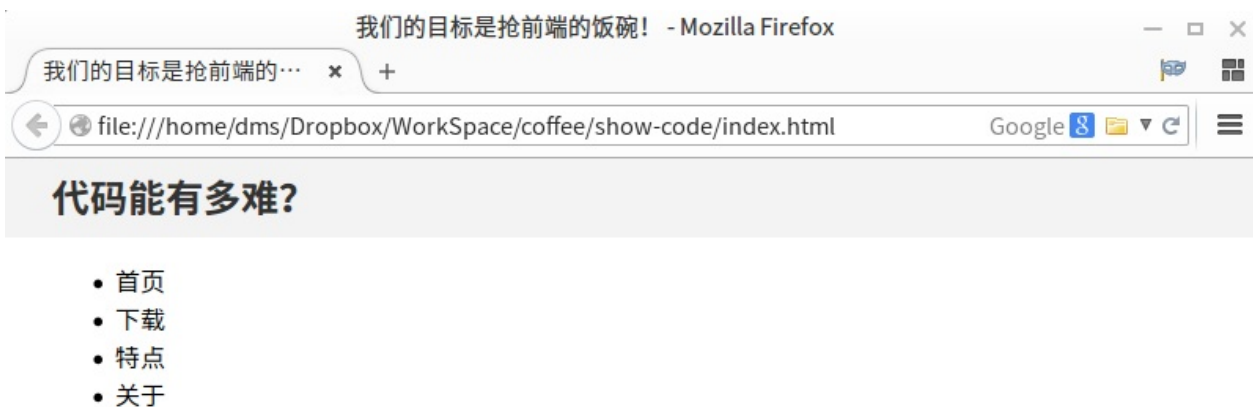 我们的目标是抢前端的饭碗！ - Mozilla Firefox
我们的目标是抢前端的…
file:///home/dms/Dropbox/WorkSpace/coffee/show-code/index.html Google 8
代码能有多难？
• 首页
• 下载
• 特点
• 关于